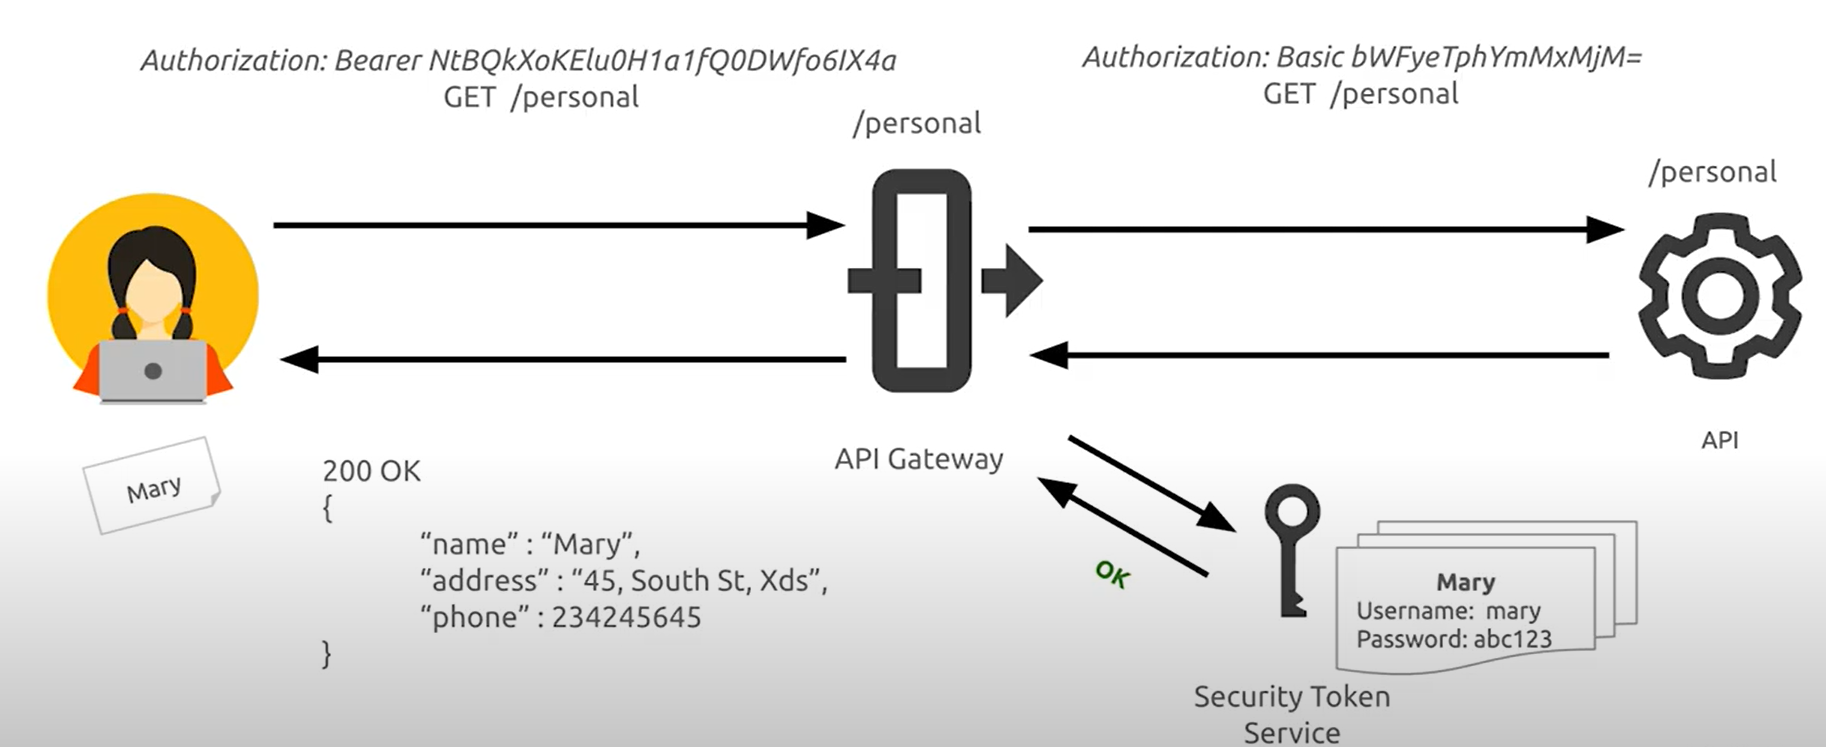 Authorization: Bearer NtBQkXoKElu0H1a1fQ0DWfo6IX4a
GET /personal
Authorization: Basic bWFyeTphYmMxMjM=
GET /personal
/personal
/personal
API Gateway
API
Mary
200 OK
{
“name” : “Mary”,
“address” : “45, South St, Xds”,
“phone” : 234245645
}
OK
Mary
Username: mary
Password: abc123
Security Token
Service